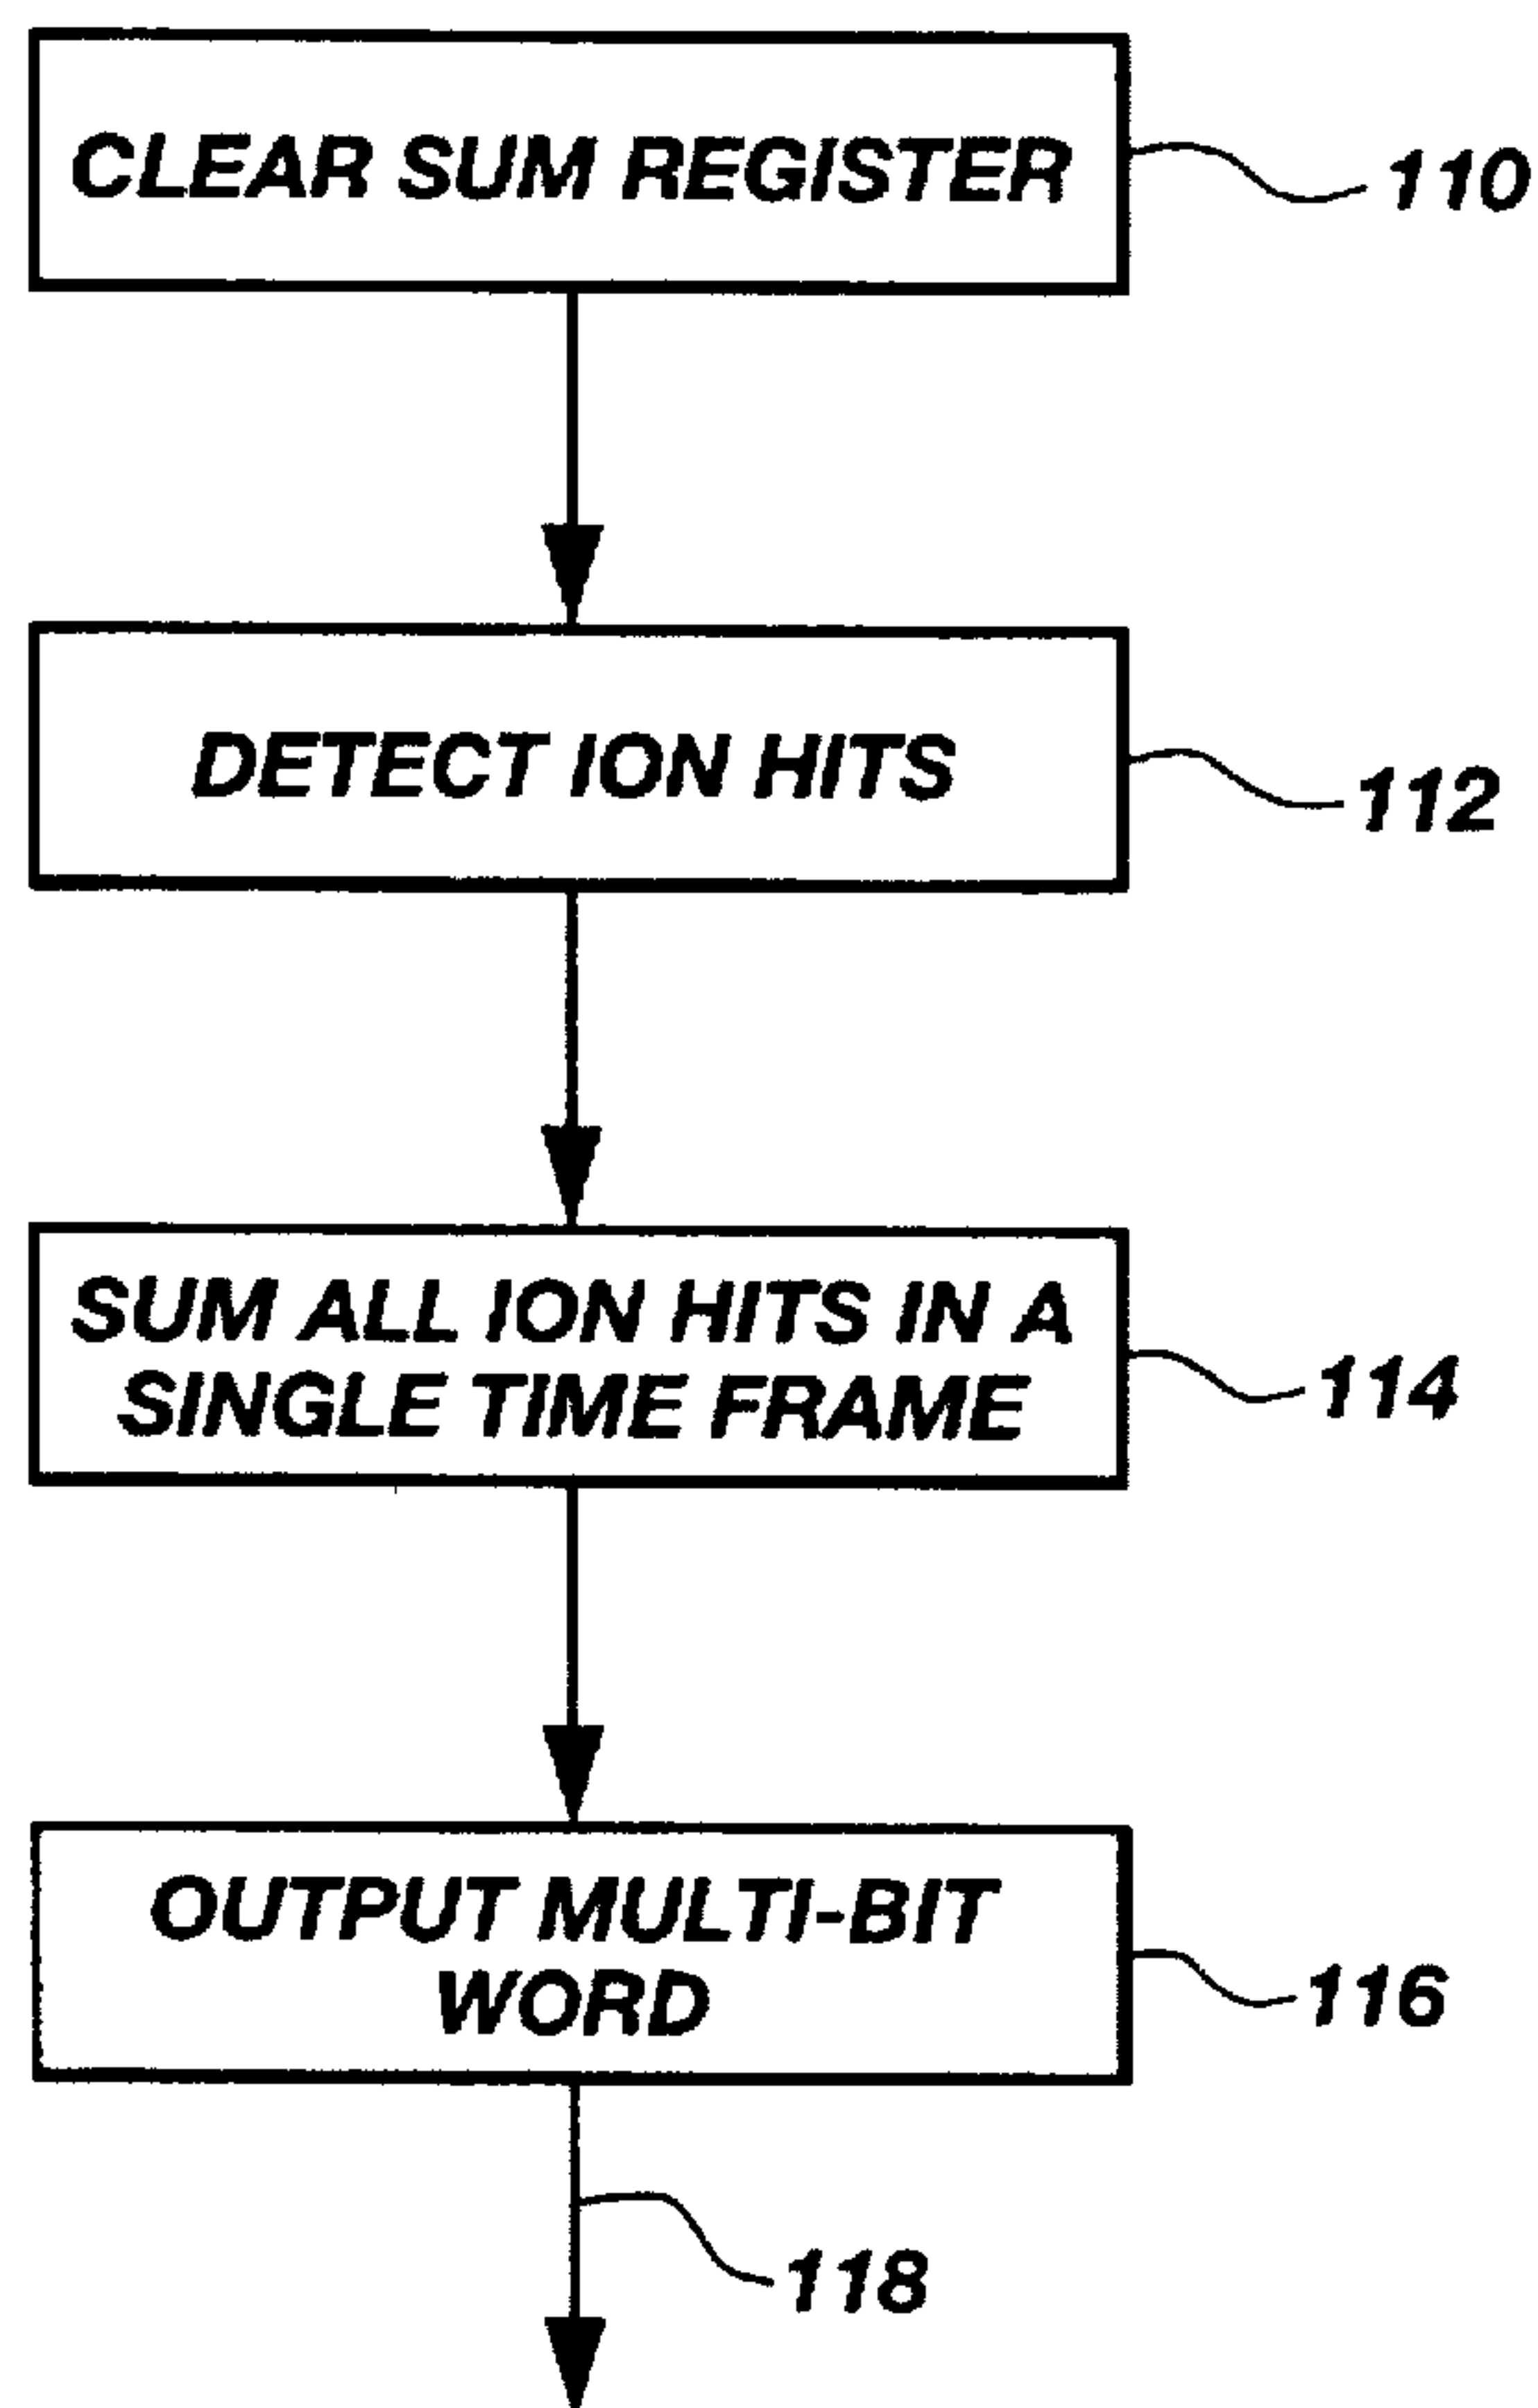 CLEAR SUM REGISTER
110
DETECT ION HITS
112
SUM ALL ION HITS IN A
SINGLE TIME FRAME
114
OUTPUT MULTI-BIT
WORD
116
118